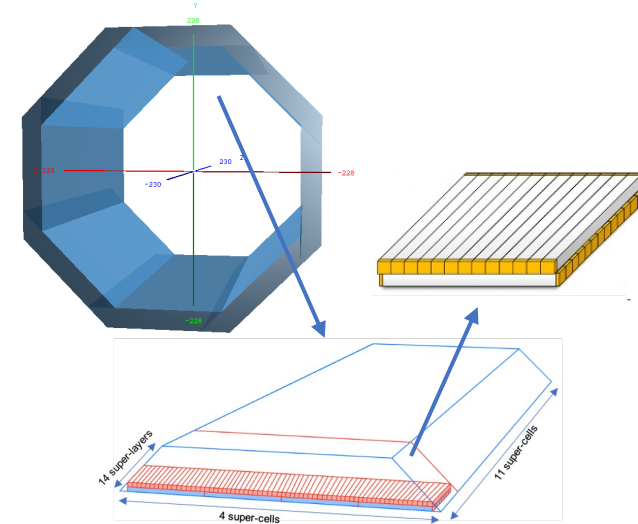 Y
228
230
Z
-228
-230
-228
14 super-layers
11 super-cells
4 super-cells